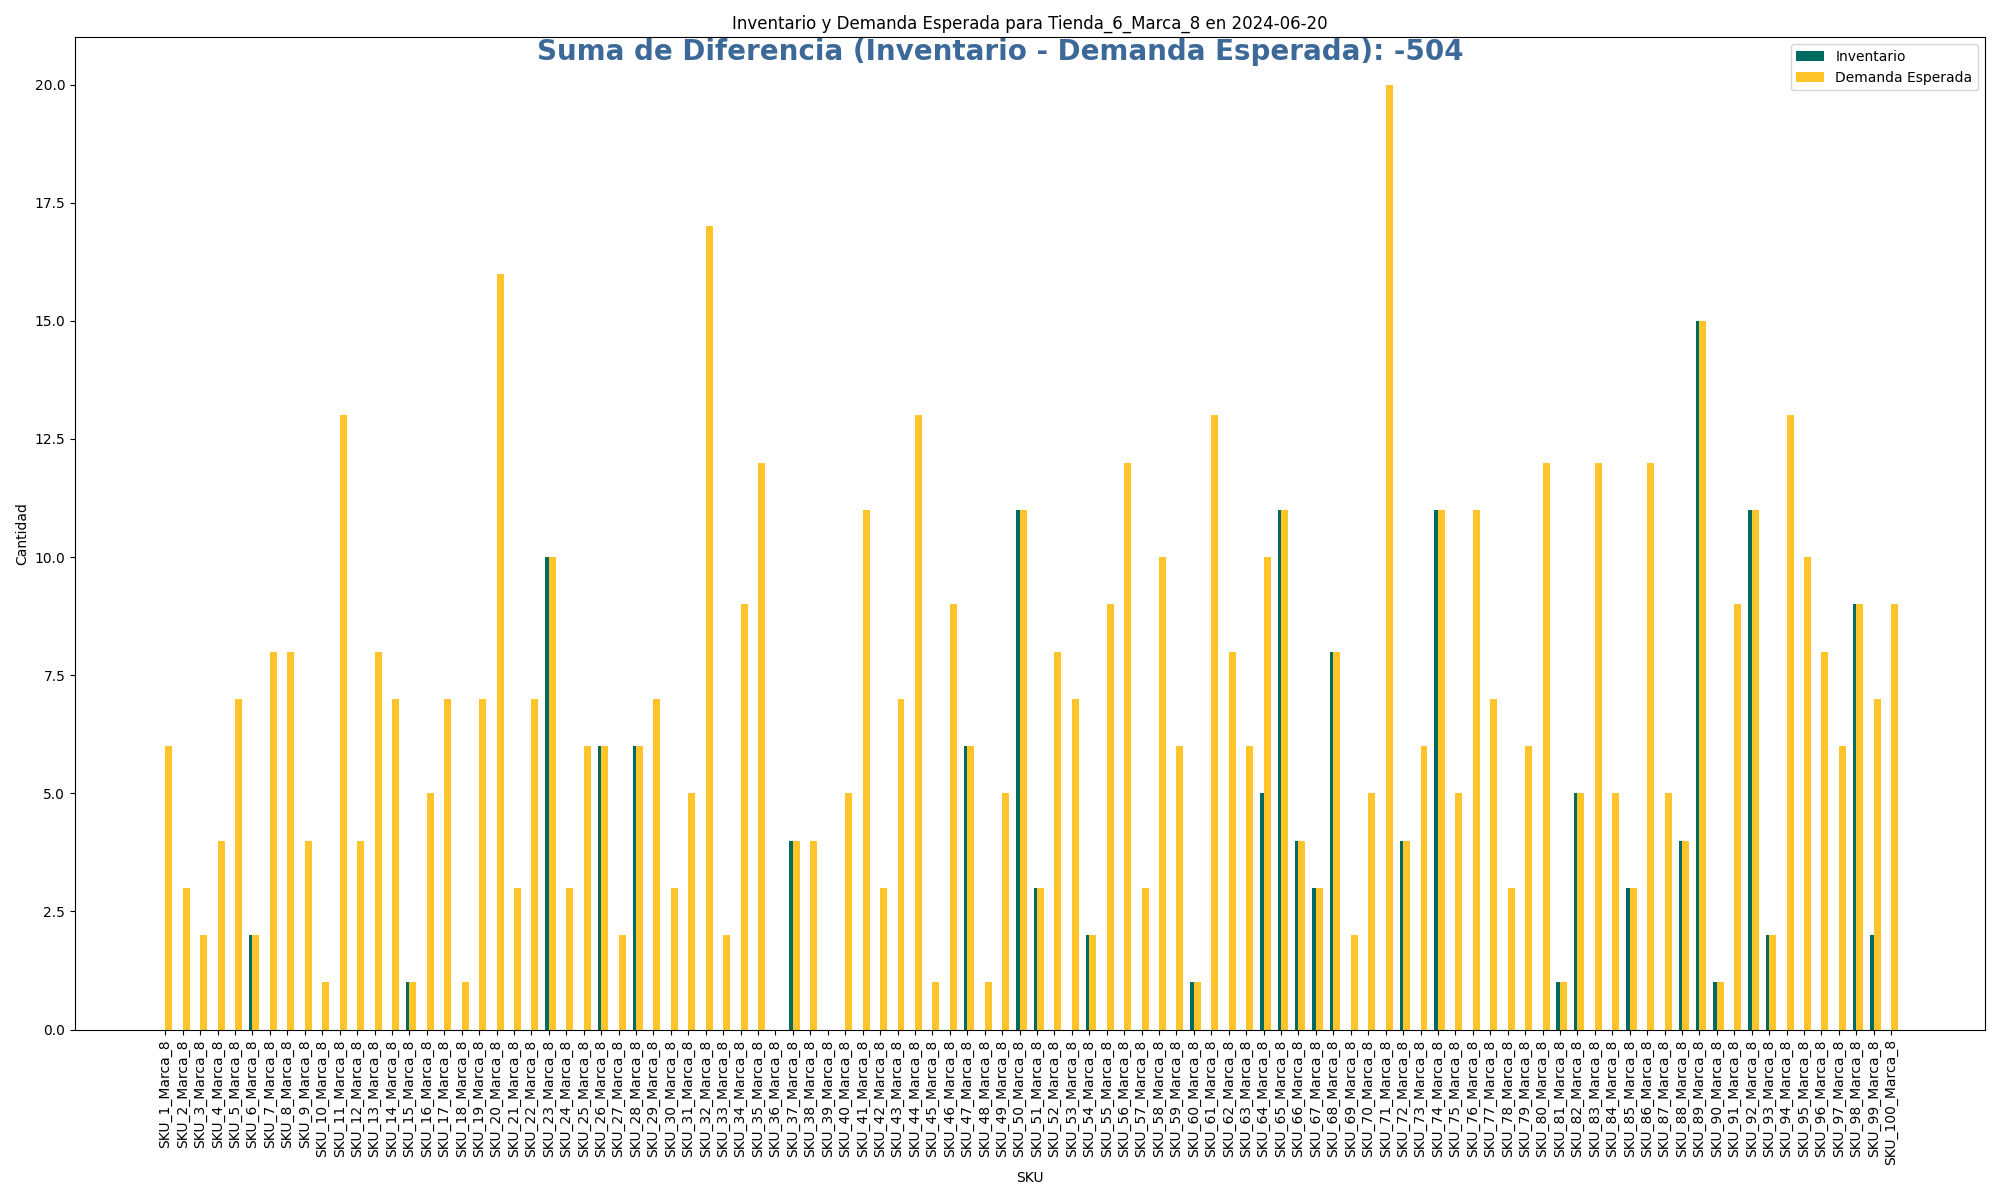 Inventario y Demanda Esperada para Tienda_6_Marca_8 en 2024-06-20
Suma de Diferencia (Inventario - Demanda Esperada): -504
Inventario
Demanda Esperada
Cantidad
20.0
17.5
15.0
12.5
10.0
7.5
5.0
2.5
0.0
SKU_1_Marca_8
SKU_2_Marca_8
SKU_3_Marca_8
SKU_4_Marca_8
SKU_5_Marca_8
SKU_6_Marca_8
SKU_7_Marca_8
SKU_8_Marca_8
SKU_9_Marca_8
SKU_10_Marca_8
SKU_11_Marca_8
SKU_12_Marca_8
SKU_13_Marca_8
SKU_14_Marca_8
SKU_15_Marca_8
SKU_16_Marca_8
SKU_17_Marca_8
SKU_18_Marca_8
SKU_19_Marca_8
SKU_20_Marca_8
SKU_21_Marca_8
SKU_22_Marca_8
SKU_23_Marca_8
SKU_24_Marca_8
SKU_25_Marca_8
SKU_26_Marca_8
SKU_27_Marca_8
SKU_28_Marca_8
SKU_29_Marca_8
SKU_30_Marca_8
SKU_31_Marca_8
SKU_32_Marca_8
SKU_33_Marca_8
SKU_34_Marca_8
SKU_35_Marca_8
SKU_36_Marca_8
SKU_37_Marca_8
SKU_38_Marca_8
SKU_39_Marca_8
SKU_40_Marca_8
SKU_41_Marca_8
SKU_42_Marca_8
SKU_43_Marca_8
SKU_44_Marca_8
SKU_45_Marca_8
SKU_46_Marca_8
SKU_47_Marca_8
SKU_48_Marca_8
SKU_49_Marca_8
SKU_50_Marca_8
SKU_51_Marca_8
SKU_52_Marca_8
SKU_53_Marca_8
SKU_54_Marca_8
SKU_55_Marca_8
SKU_56_Marca_8
SKU_57_Marca_8
SKU_58_Marca_8
SKU_59_Marca_8
SKU_60_Marca_8
SKU_61_Marca_8
SKU_62_Marca_8
SKU_63_Marca_8
SKU_64_Marca_8
SKU_65_Marca_8
SKU_66_Marca_8
SKU_67_Marca_8
SKU_68_Marca_8
SKU_69_Marca_8
SKU_70_Marca_8
SKU_71_Marca_8
SKU_72_Marca_8
SKU_73_Marca_8
SKU_74_Marca_8
SKU_75_Marca_8
SKU_76_Marca_8
SKU_77_Marca_8
SKU_78_Marca_8
SKU_79_Marca_8
SKU_80_Marca_8
SKU_81_Marca_8
SKU_82_Marca_8
SKU_83_Marca_8
SKU_84_Marca_8
SKU_85_Marca_8
SKU_86_Marca_8
SKU_87_Marca_8
SKU_88_Marca_8
SKU_89_Marca_8
SKU_90_Marca_8
SKU_91_Marca_8
SKU_92_Marca_8
SKU_93_Marca_8
SKU_94_Marca_8
SKU_95_Marca_8
SKU_96_Marca_8
SKU_97_Marca_8
SKU_98_Marca_8
SKU_99_Marca_8
SKU_100_Marca_8
SKU